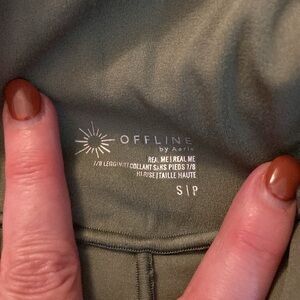 OFFLINE
by Aerie
REAL ME | REAL ME
7/8 LEGGING | COLLANT SANS PIEDS 7/8
HI-RISE | TAILLE HAUTE
S | P